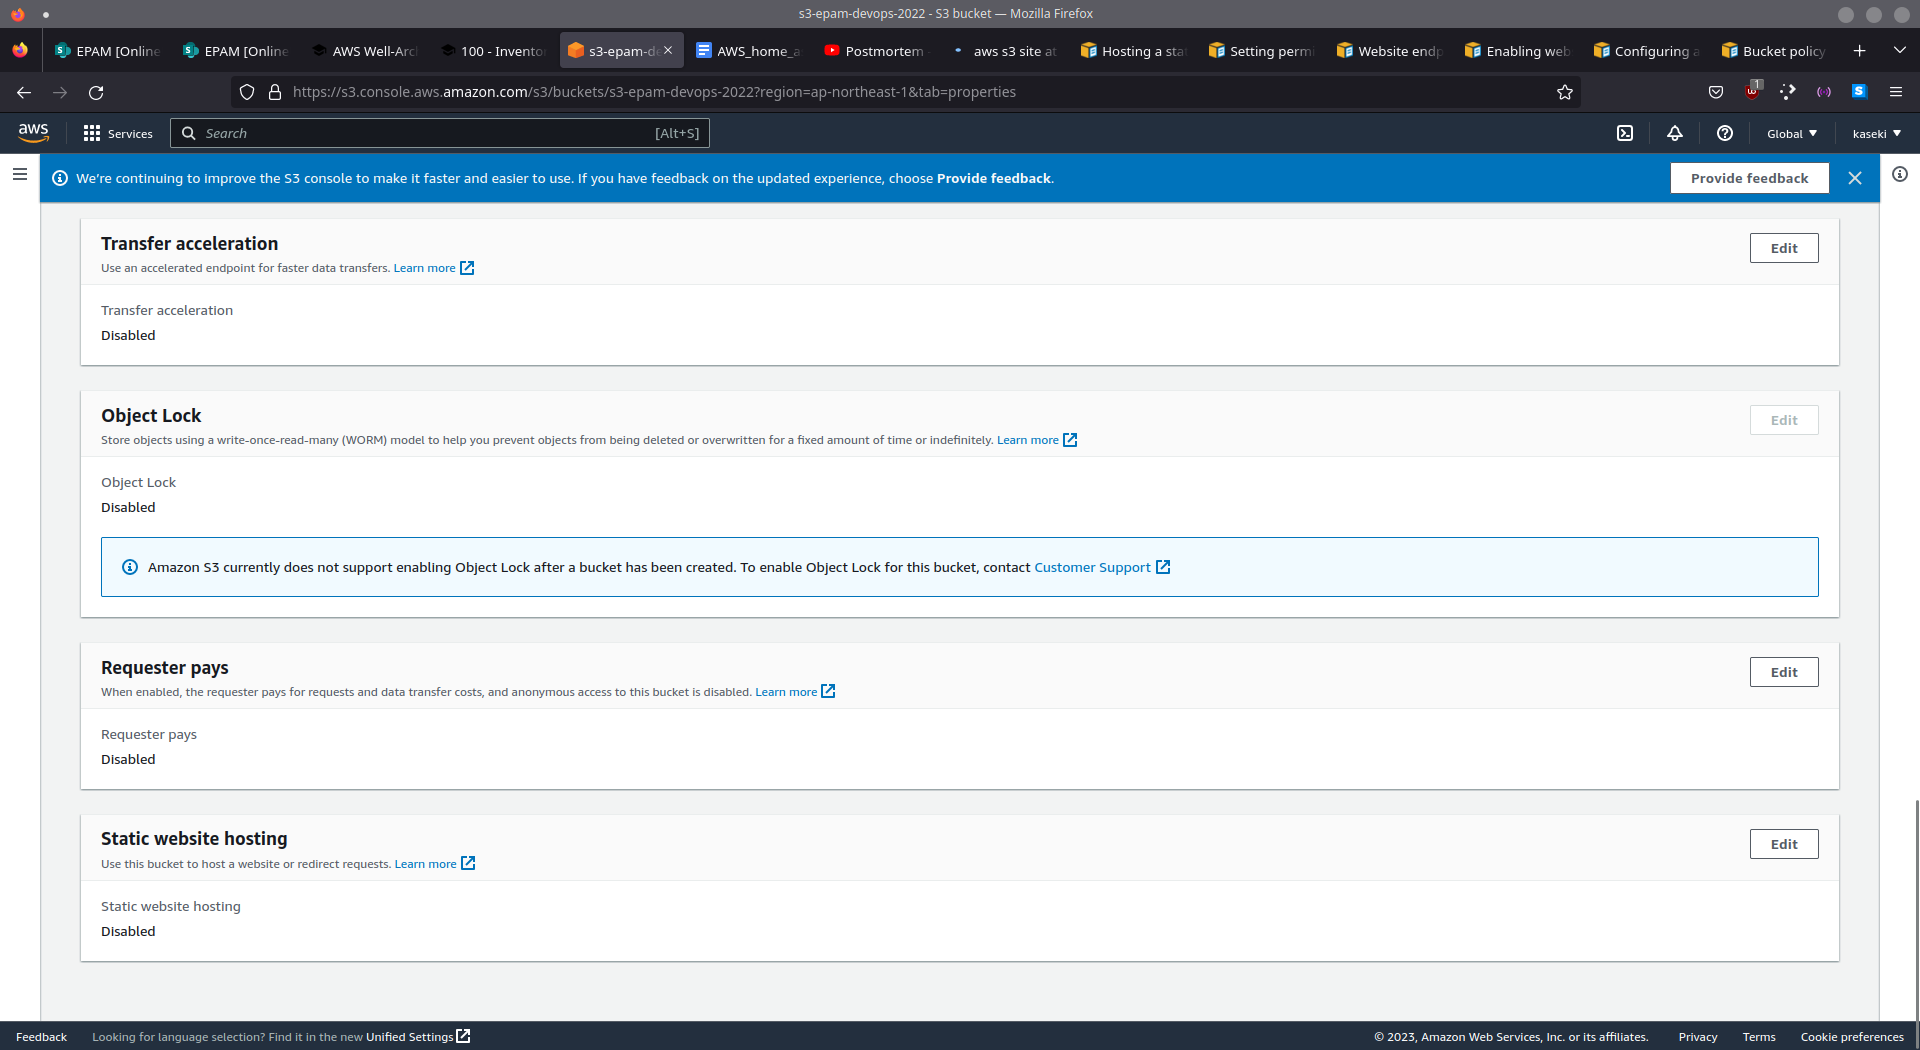 s3-epam-devops-2022 - S3 bucket — Mozilla Firefox
EPAM [Online
EPAM [Online
AWS Well-Arc
100 - Invento
s3-epam-de
AWS_home_a
Postmortem -
aws s3 site at
Hosting a sta
Setting perm
Website endp
Enabling web
Configuring a
Bucket policy
https://s3.console.aws.amazon.com/s3/buckets/s3-epam-devops-2022?region=ap-northeast-1&tab=properties
1
aws
Services
Search
[Alt+S]
Global
kaseki
We're continuing to improve the S3 console to make it faster and easier to use. If you have feedback on the updated experience, choose Provide feedback.
Provide feedback
Transfer acceleration
Edit
Use an accelerated endpoint for faster data transfers. Learn more
Transfer acceleration
Disabled
Object Lock
Edit
Store objects using a write-once-read-many (WORM) model to help you prevent objects from being deleted or overwritten for a fixed amount of time or indefinitely. Learn more
Object Lock
Disabled
Amazon S3 currently does not support enabling Object Lock after a bucket has been created. To enable Object Lock for this bucket, contact Customer Support
Requester pays
Edit
When enabled, the requester pays for requests and data transfer costs, and anonymous access to this bucket is disabled. Learn more
Requester pays
Disabled
Static website hosting
Edit
Use this bucket to host a website or redirect requests. Learn more
Static website hosting
Disabled
Feedback
Looking for language selection? Find it in the new Unified Settings
© 2023, Amazon Web Services, Inc. or its affiliates.
Privacy
Terms
Cookie preferences